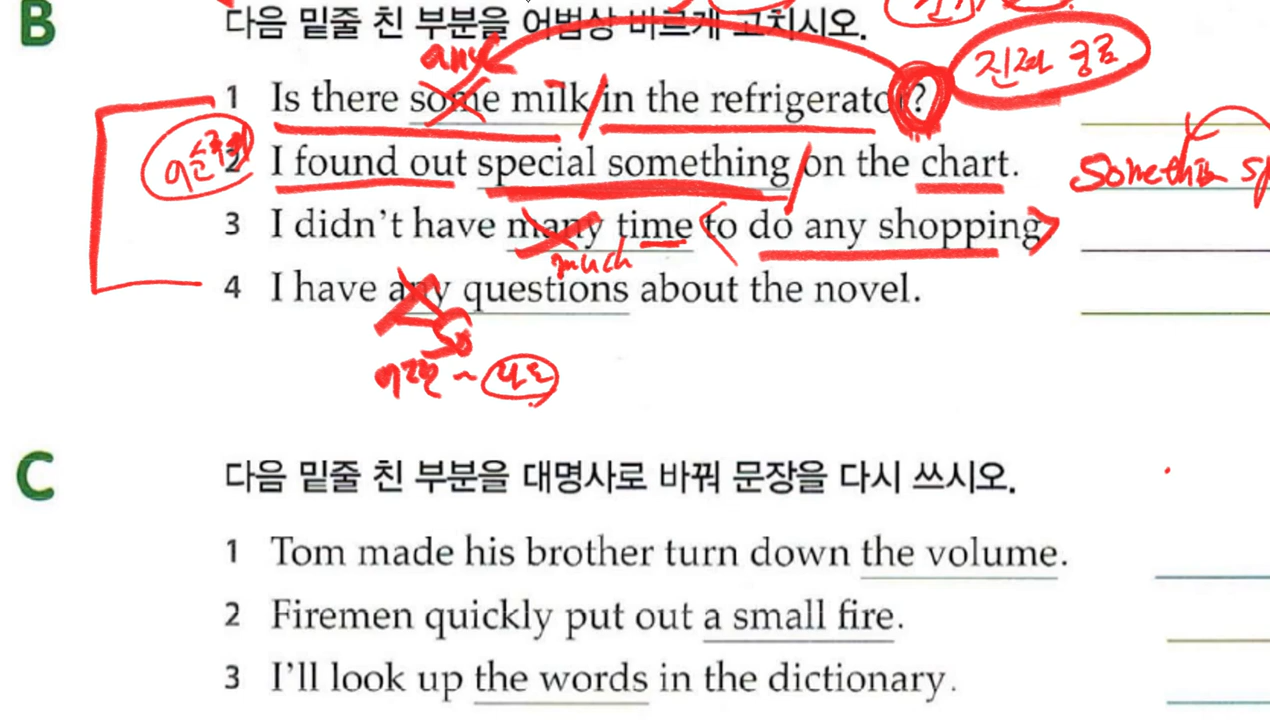 B 다음 밑줄 친 부분을 어법상 바르게 고치시오.
any
진짜 궁금
1 Is there some milk in the refrigerator?
어순주의
2 I found out special something on the chart. Something sp
3 I didn't have many time to do any shopping
much
4 I have any questions about the novel.
C 다음 밑줄 친 부분을 대명사로 바꿔 문장을 다시 쓰시오.
1 Tom made his brother turn down the volume.
2 Firemen quickly put out a small fire.
3 I'll look up the words in the dictionary.